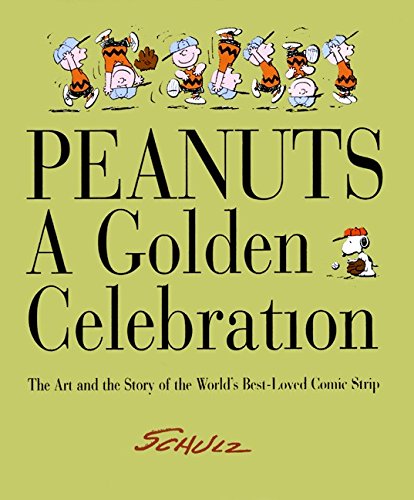 PEANUTS
A Golden
Celebration
The Art and the Story of the World's Best-Loved Comic Strip
SCHULZ